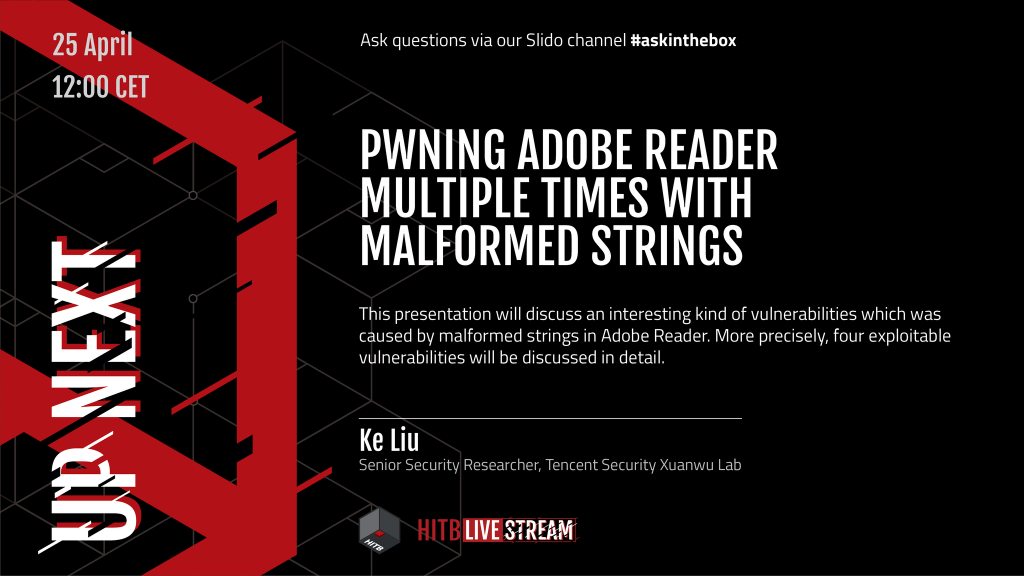 25 April
12:00 CET
Ask questions via our Slido channel #askinthebox
PWNING ADOBE READER
MULTIPLE TIMES WITH
MALFORMED STRINGS
This presentation will discuss an interesting kind of vulnerabilities which was
caused by malformed strings in Adobe Reader. More precisely, four exploitable
vulnerabilities will be discussed in detail.
UP NEXT
Ke Liu
Senior Security Researcher, Tencent Security Xuanwu Lab
HITB
HITB LIVE STREAM